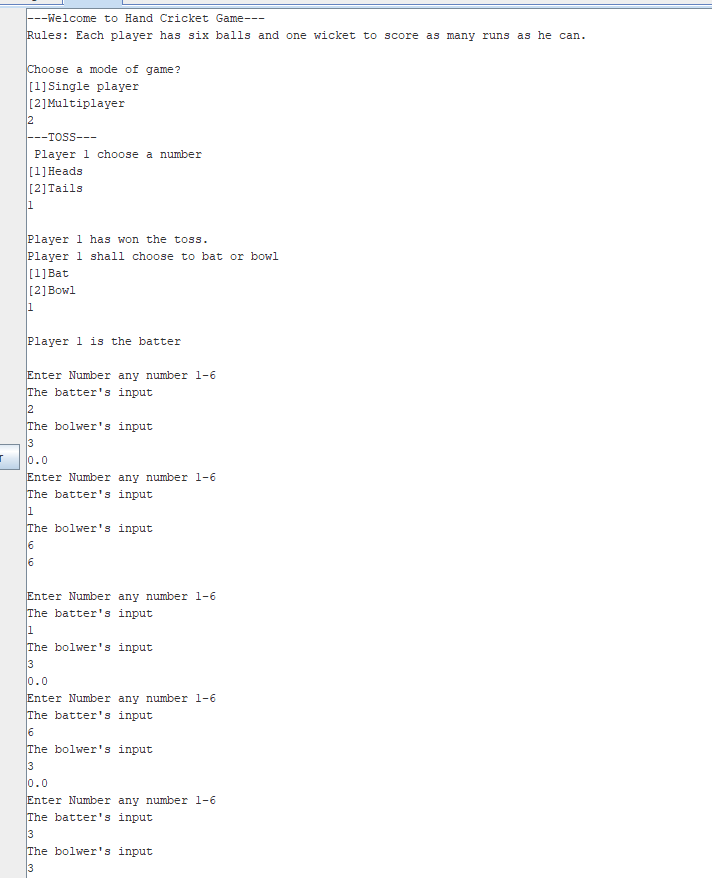 ---Welcome to Hand Cricket Game---
Rules: Each player has six balls and one wicket to score as many runs as he can.
Choose a mode of game?
[1]Single player
[2]Multiplayer
2
---TOSS---
Player 1 choose a number
[1]Heads
[2]Tails
1
Player 1 has won the toss.
Player 1 shall choose to bat or bowl
[1]Bat
[2]Bowl
1
Player 1 is the batter
Enter Number any number 1-6
The batter's input
2
The bolwer's input
3
0.0
Enter Number any number 1-6
The batter's input
1
The bolwer's input
6
6
Enter Number any number 1-6
The batter's input
1
The bolwer's input
3
0.0
Enter Number any number 1-6
The batter's input
6
The bolwer's input
3
0.0
Enter Number any number 1-6
The batter's input
3
The bolwer's input
3